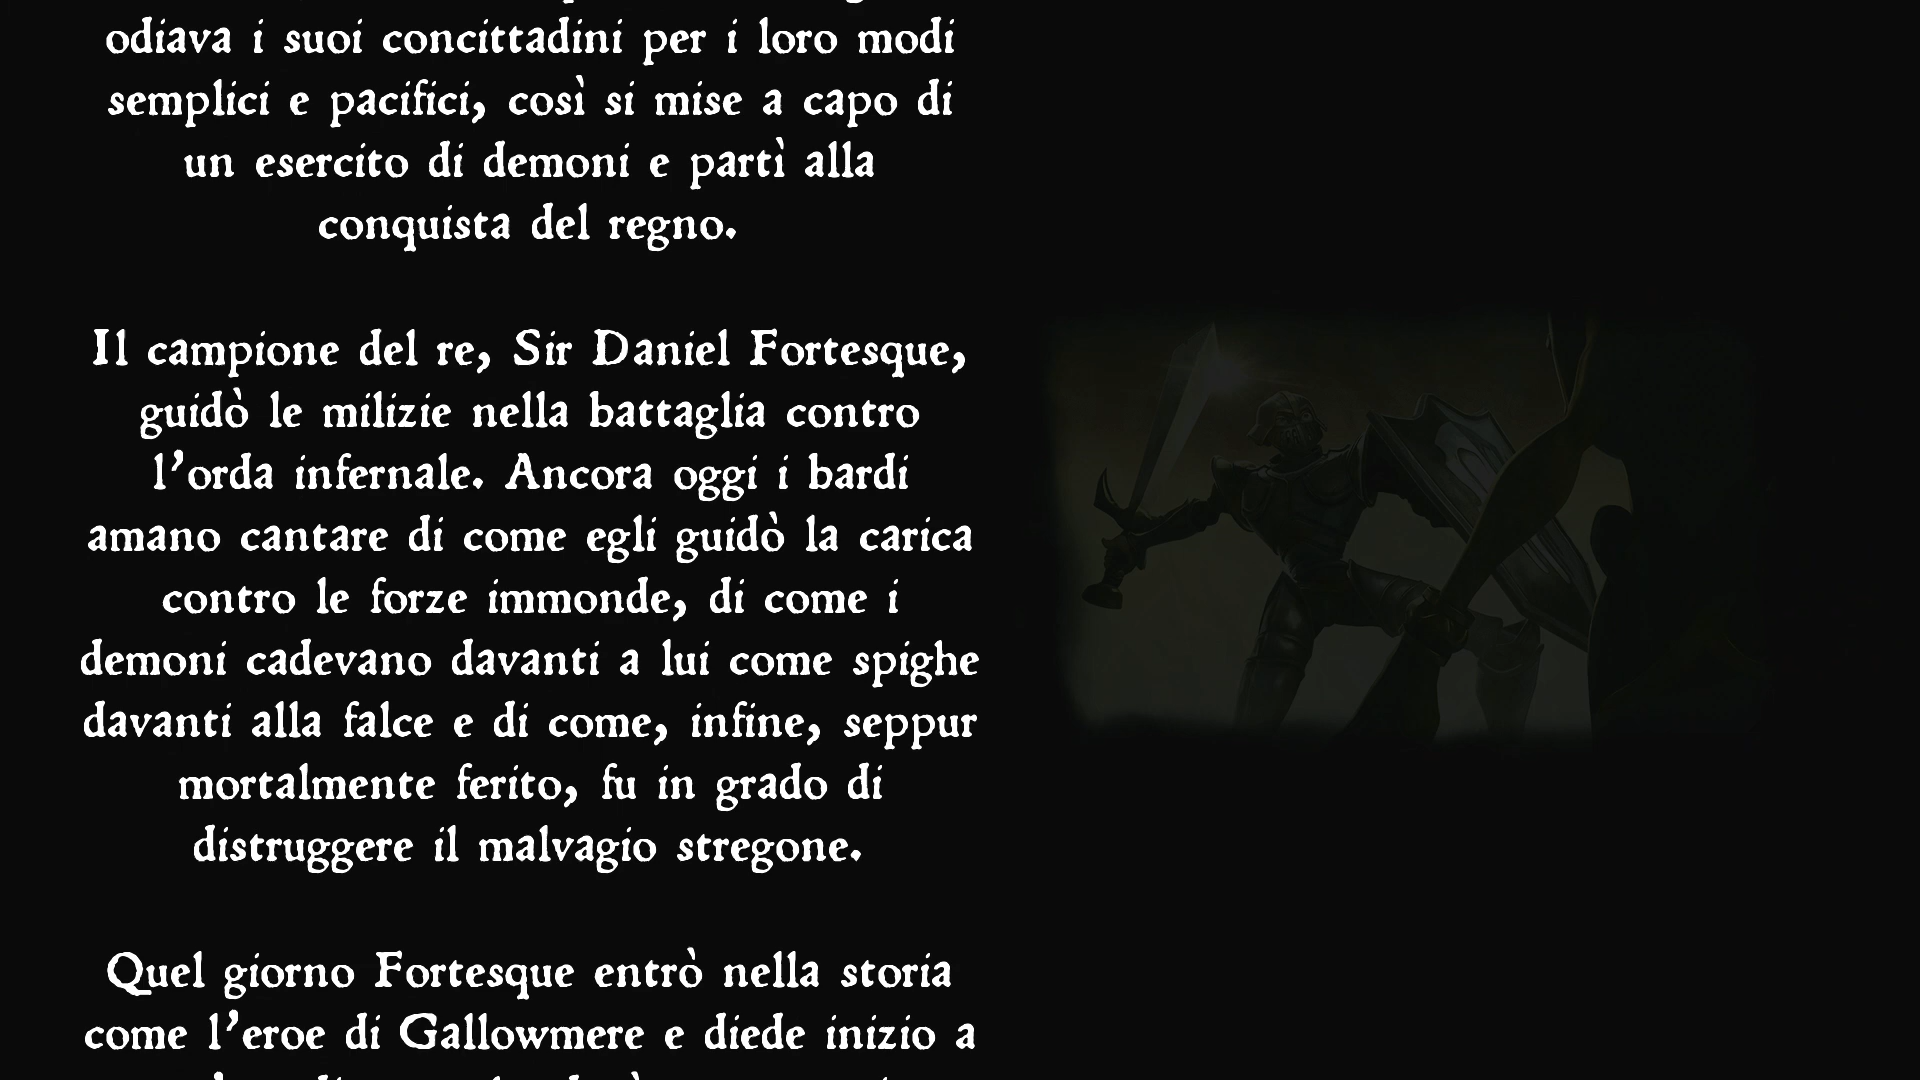 odiava i suoi concittadini per i loro modi
semplici e pacifici, così si mise a capo di
un esercito di demoni e partì alla
conquista del regno.
Il campione del re, Sir Daniel Fortesque,
guidò le milizie nella battaglia contro
l'orda infernale. Ancora oggi i bardi
amano cantare di come egli guidò la carica
contro le forze immonde, di come i
demoni cadevano davanti a lui come spighe
davanti alla falce e di come, infine, seppur
mortalmente ferito, fu in grado di
distruggere il malvagio stregone.
Quel giorno Fortesque entrò nella storia
come l'eroe di Gallowmere e diede inizio a